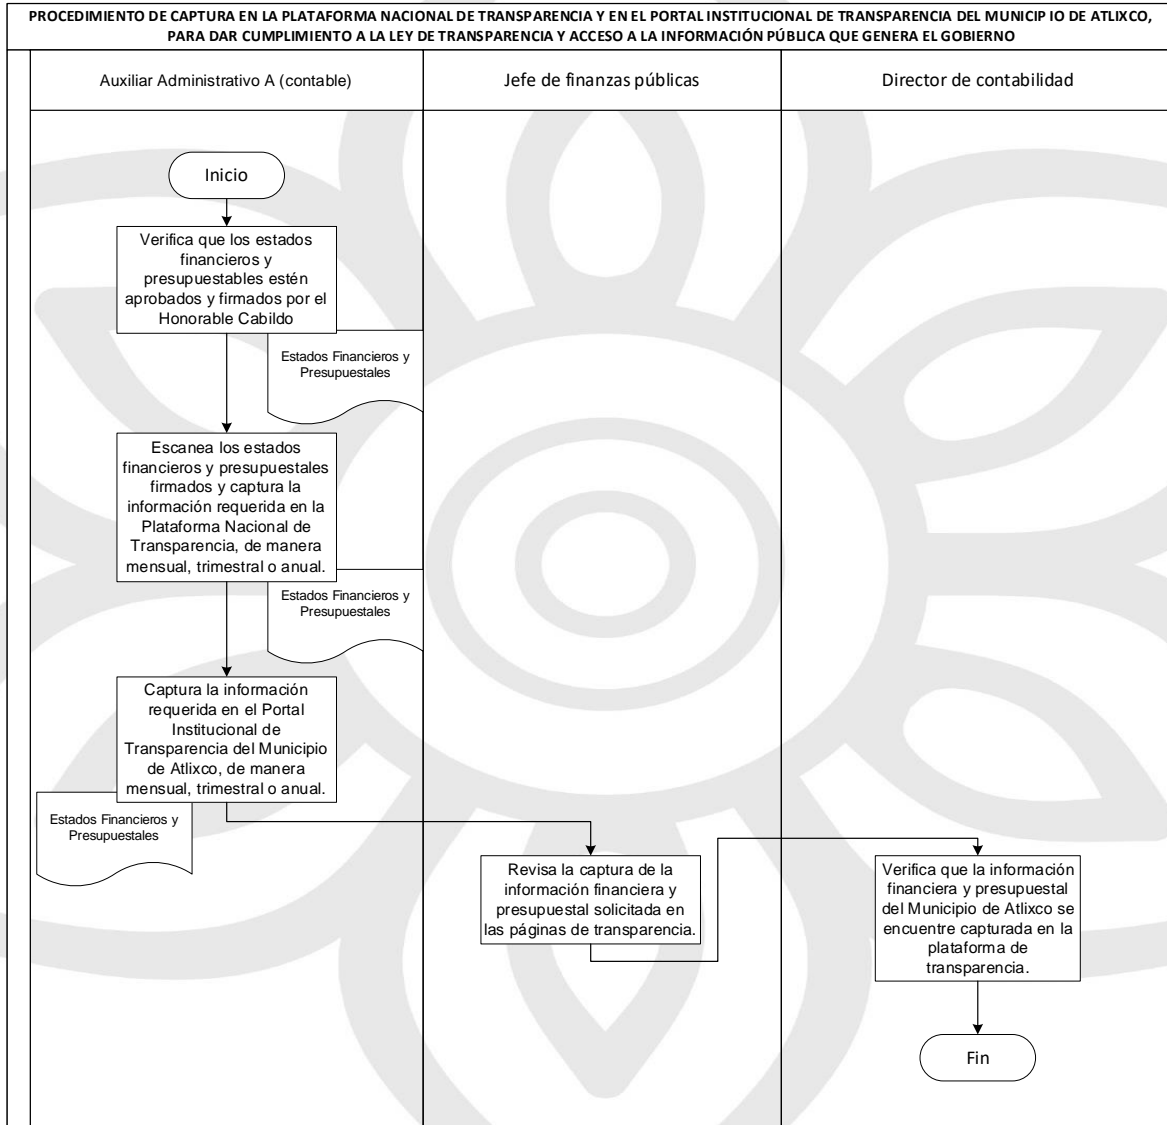 PROCEDIMIENTO DE CAPTURA EN LA PLATAFORMA NACIONAL DE TRANSPARENCIA Y EN EL PORTAL INSTITUCIONAL DE TRANSPARENCIA DEL MUNICIP IO DE ATLIXCO,
PARA DAR CUMPLIMIENTO A LA LEY DE TRANSPARENCIA Y ACCESO A LA INFORMACIÓN PÚBLICA QUE GENERA EL GOBIERNO
Auxiliar Administrativo A (contable)
Jefe de finanzas públicas
Director de contabilidad
Inicio
Verifica que los estados
financieros y
presupuestables estén
aprobados y firmados por el
Honorable Cabildo
Estados Financieros y
Presupuestales
Escanea los estados
financieros y presupuestales
firmados y captura la
información requerida en la
Plataforma Nacional de
Transparencia, de manera
mensual, trimestral o anual.
Estados Financieros y
Presupuestales
Captura la información
requerida en el Portal
Institucional de
Transparencia del Municipio
de Atlixco, de manera
mensual, trimestral o anual.
Estados Financieros y
Presupuestales
Revisa la captura de la
información financiera y
presupuestal solicitada en
las páginas de transparencia.
Verifica que la información
financiera y presupuestal
del Municipio de Atlixco se
encuentre capturada en la
plataforma de
transparencia.
Fin